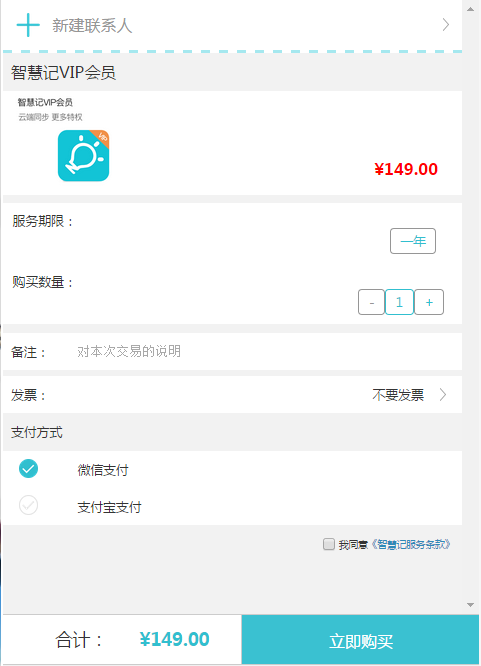 新建联系人
智慧记VIP会员
智慧记VIP会员
云端同步 更多特权
VIP
¥149.00
服务期限：
一年
购买数量：
- 1 +
备注： 对本次交易的说明
发票： 不要发票
支付方式
微信支付
支付宝支付
我同意《智慧记服务条款》
合计： ¥149.00 立即购买